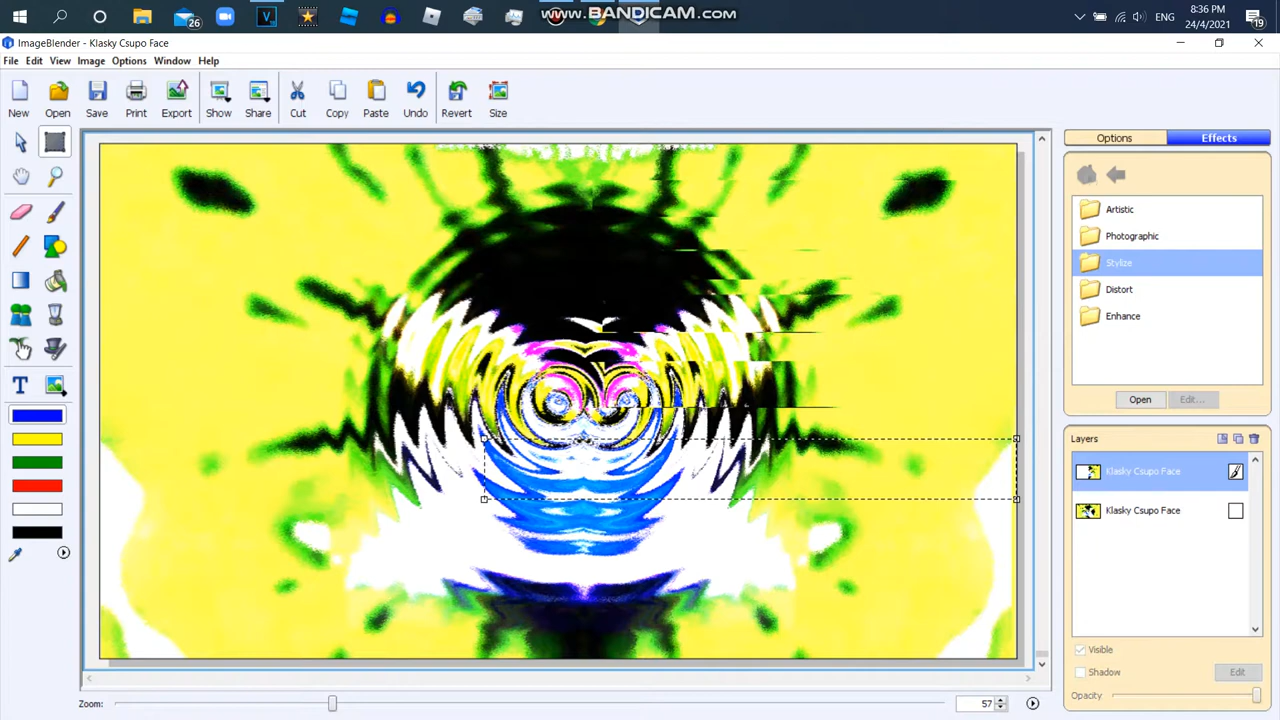 www.BANDICAM.com
26
8:36 PM
ENG
24/4/2021
19
ImageBlender - Klasky Csupo Face
File Edit View Image Options Window Help
New Open Save Print Export Show Share Cut Copy Paste Undo Revert Size
Options Effects
Artistic
Photographic
Stylize
Distort
Enhance
Open Edit...
T
Layers
Klasky Csupo Face
Klasky Csupo Face
Visible
Shadow Edit
Opacity:
Zoom: 57